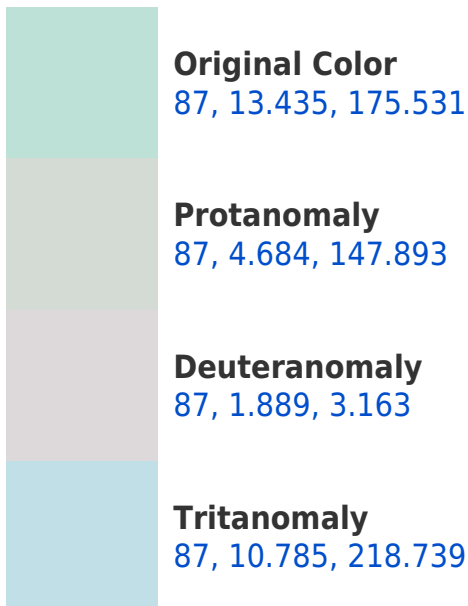 Original Color
87, 13.435, 175.531
Protanomaly
87, 4.684, 147.893
Deuteranomaly
87, 1.889, 3.163
Tritanomaly
87, 10.785, 218.739